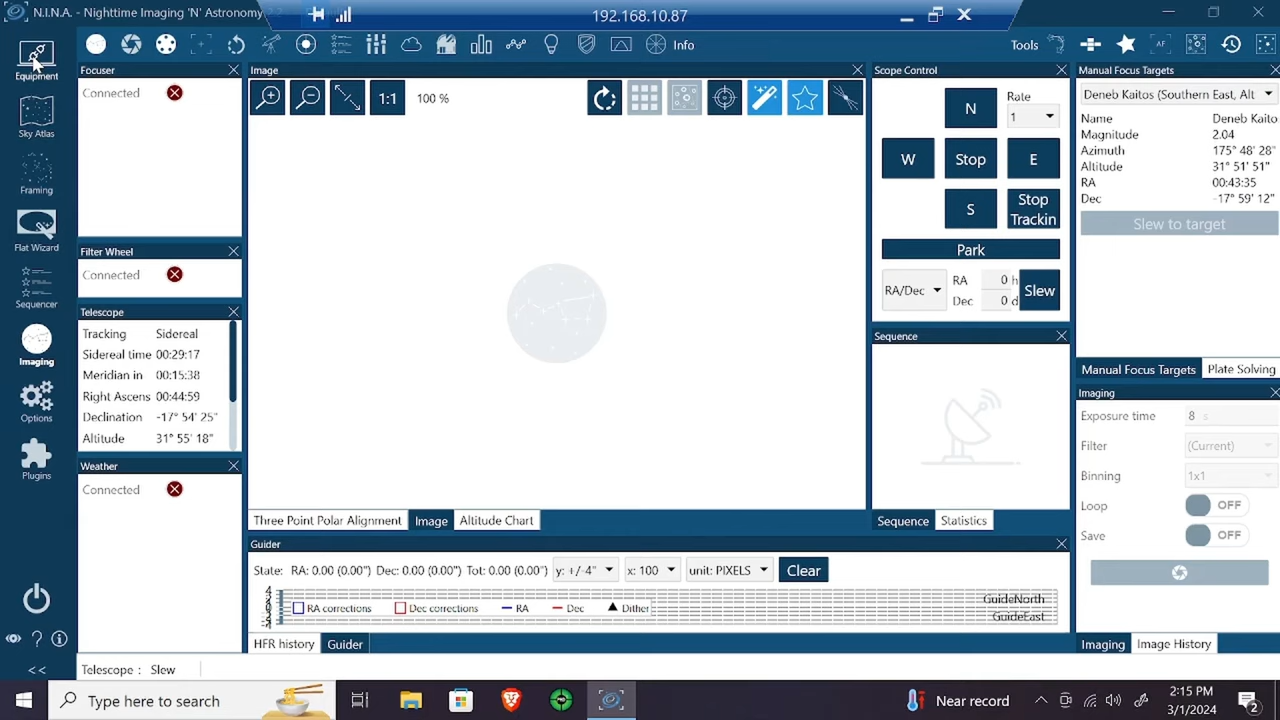 N.I.N.A. - Nighttime Imaging 'N' Astronomy
192.168.10.87
Info
Tools
Equipment
Sky Atlas
Framing
Flat Wizard
Sequencer
Imaging
Options
Plugins
<<
Focuser
Connected
Filter Wheel
Connected
Telescope
Tracking Sidereal
Sidereal time 00:29:17
Meridian in 00:15:38
Right Ascens 00:44:59
Declination -17° 54' 25"
Altitude 31° 55' 18"
Weather
Connected
Telescope : Slew
Image
1:1
100 %
Three Point Polar Alignment
Image
Altitude Chart
Guider
State: RA: 0.00 (0.00") Dec: 0.00 (0.00") Tot: 0.00 (0.00") y: +/-4" x: 100 unit: PIXELS Clear
4
RA corrections
Dec corrections
RA
Dec
Dither
GuideNorth
GuideEast
HFR history
Guider
Scope Control
N
Rate
1
W
Stop
E
S
Stop
Trackin
Park
RA/Dec
RA 0 h
Dec 0 d
Slew
Sequence
Sequence
Statistics
Manual Focus Targets
Deneb Kaitos (Southern East, Alt
Name Deneb Kaito
Magnitude 2.04
Azimuth 175° 48' 28"
Altitude 31° 51' 51"
RA 00:43:35
Dec -17° 59' 12"
Slew to target
Manual Focus Targets
Plate Solving
Imaging
Exposure time 8 s
Filter (Current)
Binning 1x1
Loop OFF
Save OFF
Imaging
Image History
Type here to search
Near record
2:15 PM
3/1/2024
2